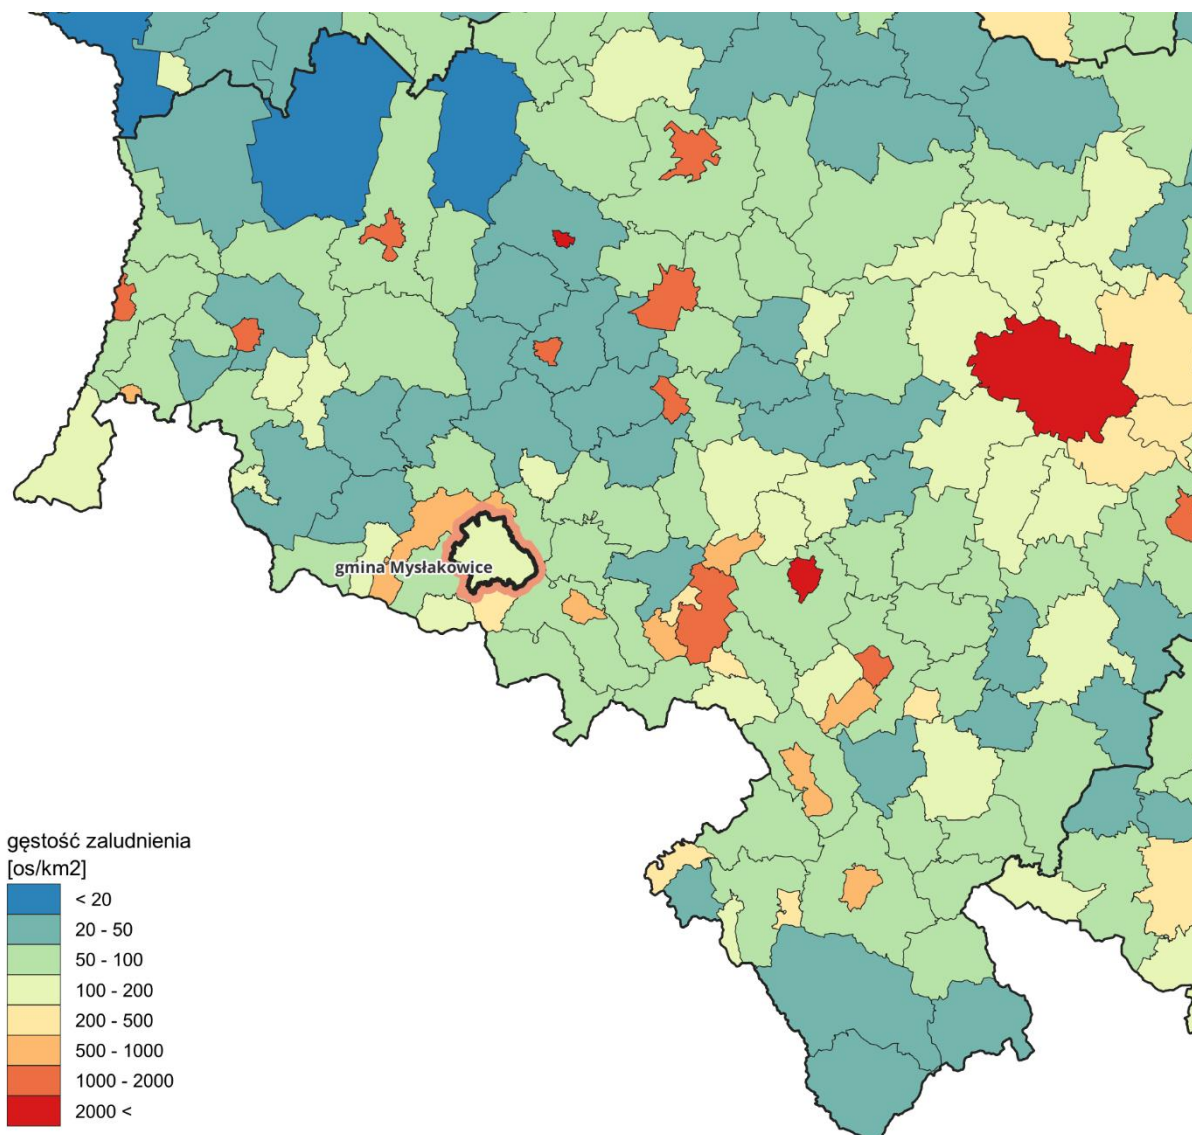 gmina Mysłakowice
gęstość zaludnienia
[os/km2]
< 20
20 - 50
50 - 100
100 - 200
200 - 500
500 - 1000
1000 - 2000
2000 <